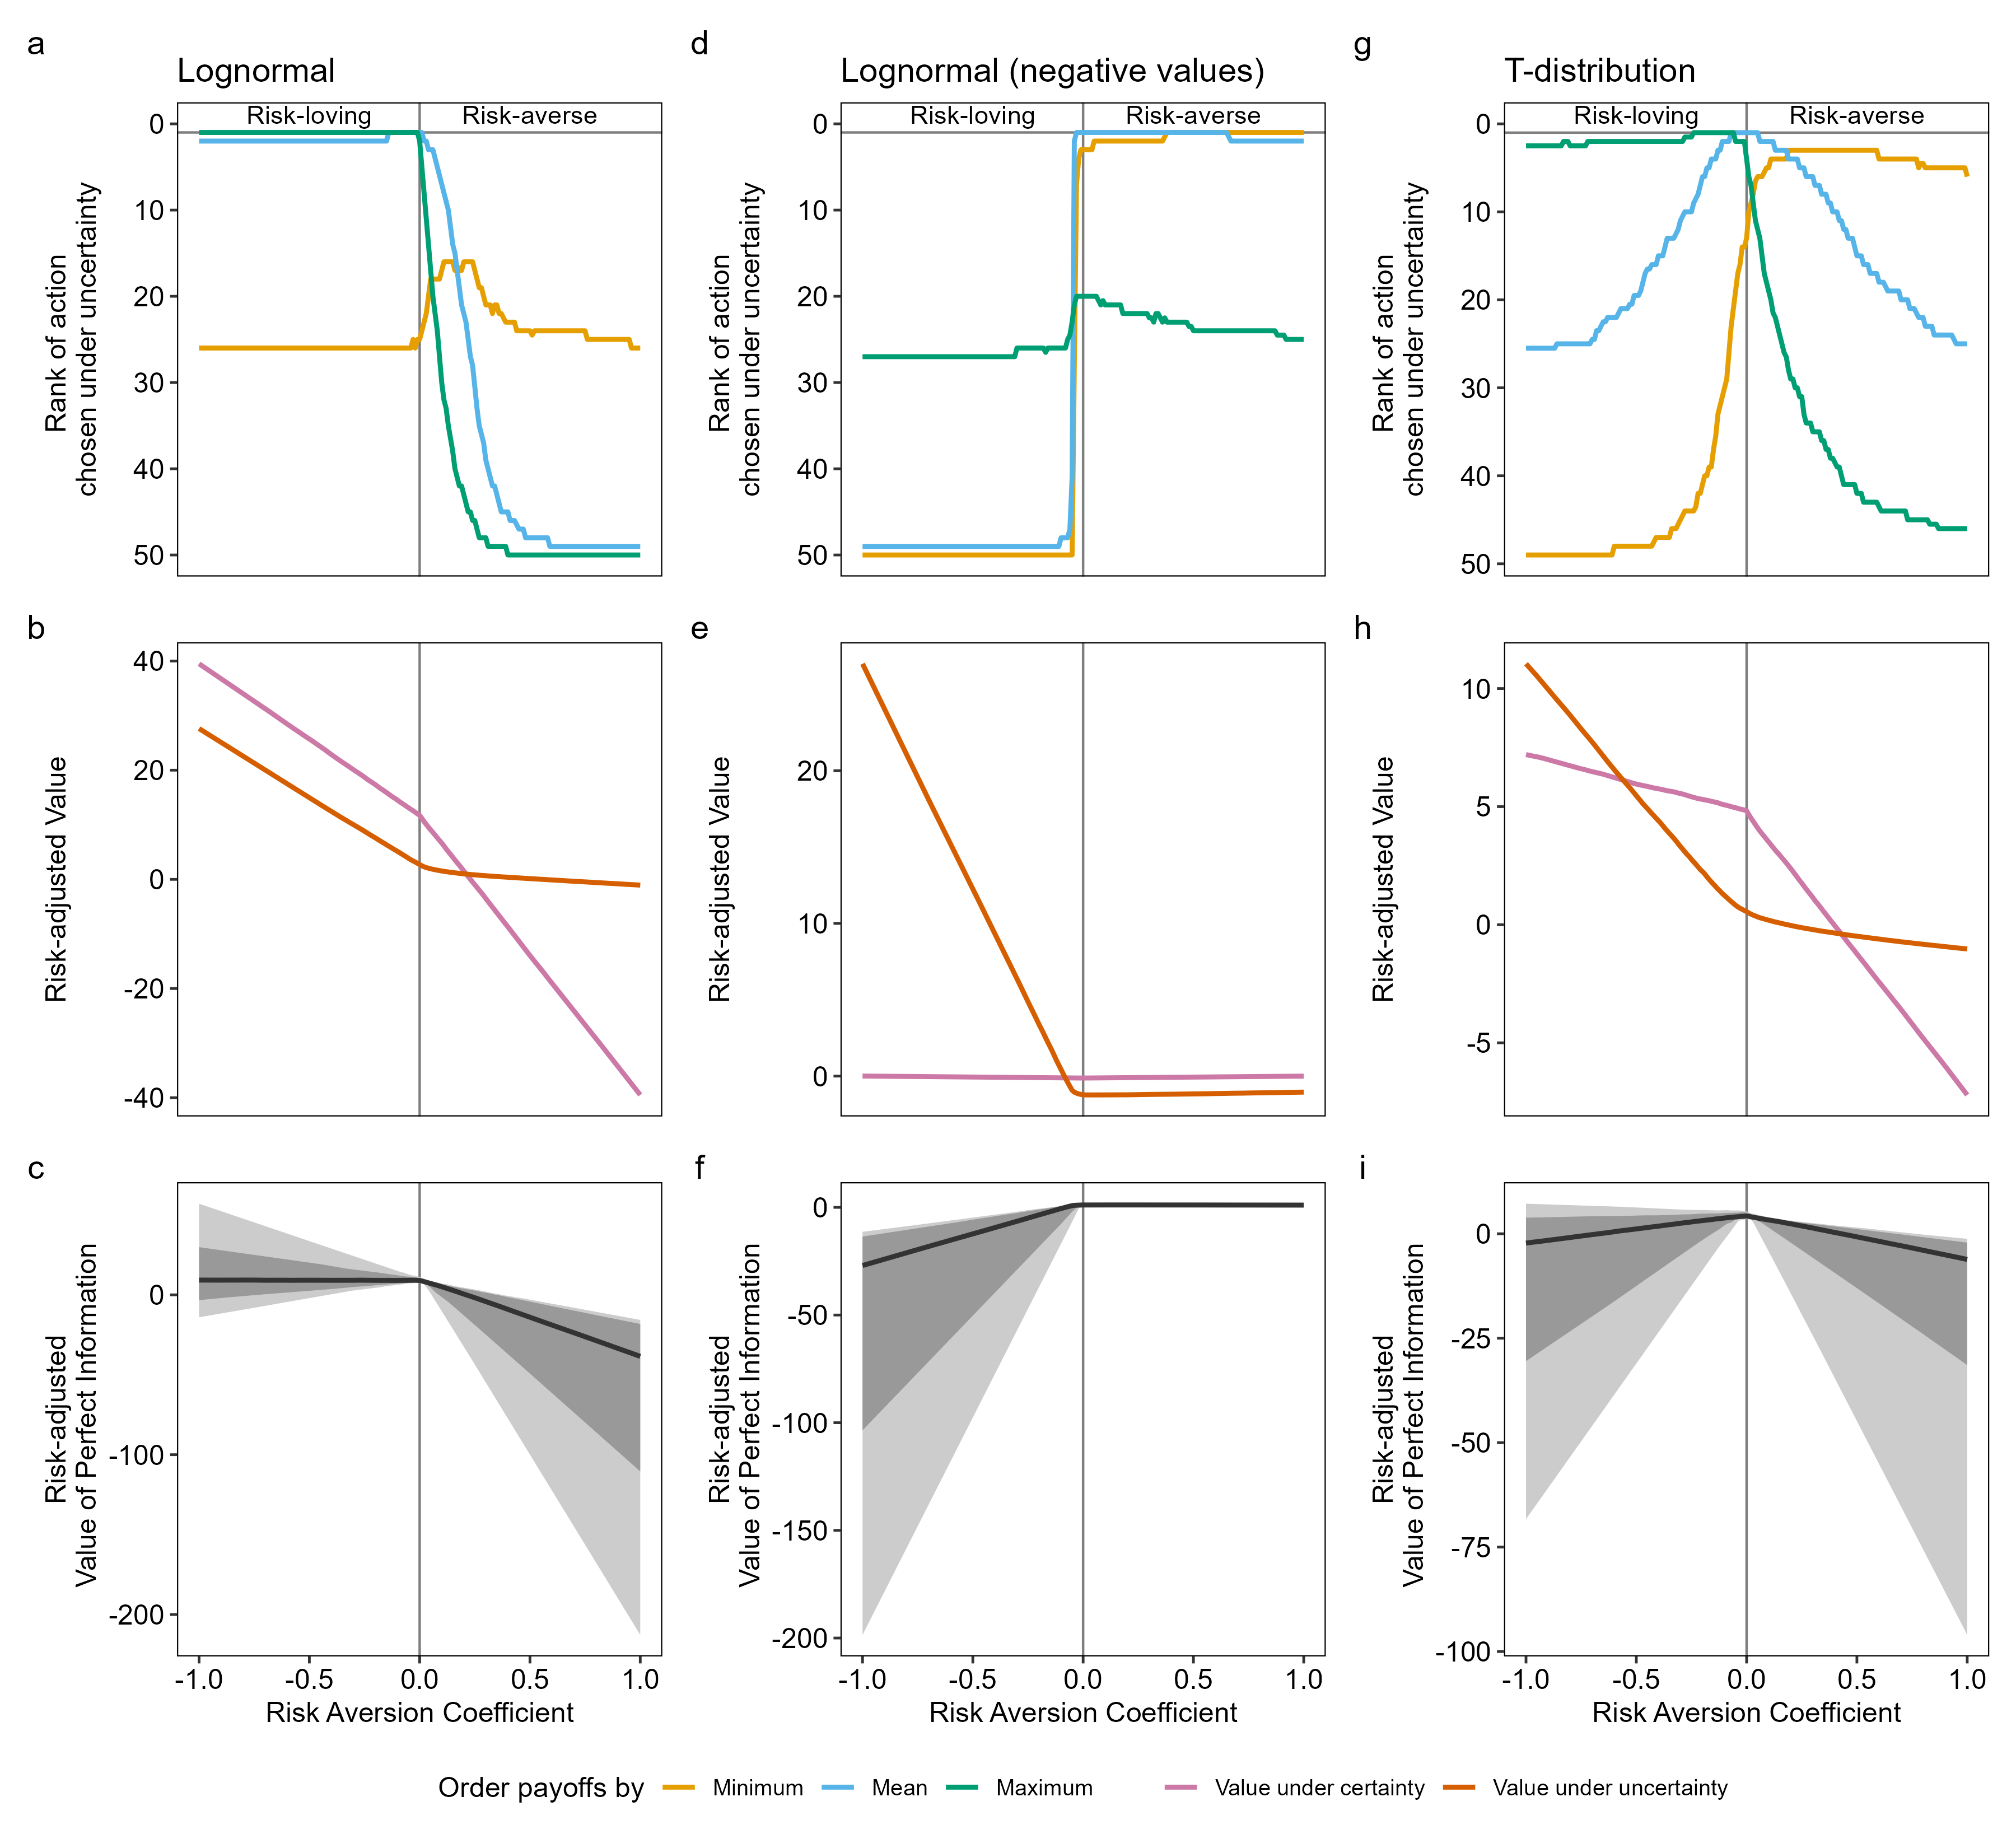 a
Lognormal
Risk-loving
Risk-averse
0
10
20
30
40
50
Rank of action
chosen under uncertainty
d
Lognormal (negative values)
Risk-loving
Risk-averse
0
10
20
30
40
50
Rank of action
chosen under uncertainty
g
T-distribution
Risk-loving
Risk-averse
0
10
20
30
40
50
Rank of action
chosen under uncertainty
b
40
20
0
-20
-40
Risk-adjusted Value
e
20
10
0
Risk-adjusted Value
h
10
5
0
-5
Risk-adjusted Value
c
0
-100
-200
Risk-adjusted
Value of Perfect Information
-1.0 -0.5 0.0 0.5 1.0
Risk Aversion Coefficient
f
0
-50
-100
-150
-200
Risk-adjusted
Value of Perfect Information
-1.0 -0.5 0.0 0.5 1.0
Risk Aversion Coefficient
i
0
-25
-50
-75
-100
Risk-adjusted
Value of Perfect Information
-1.0 -0.5 0.0 0.5 1.0
Risk Aversion Coefficient
Order payoffs by Minimum Mean Maximum Value under certainty Value under uncertainty